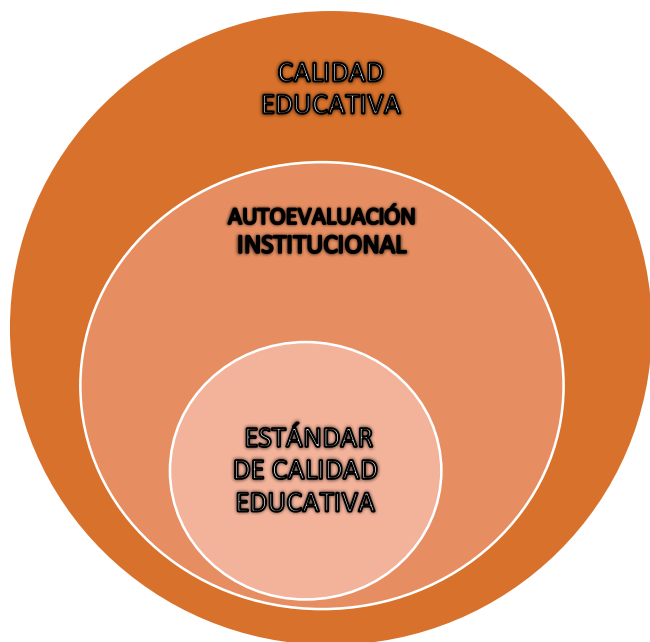 CALIDAD
EDUCATIVA
AUTOEVALUACIÓN
INSTITUCIONAL
ESTÁNDAR
DE CALIDAD
EDUCATIVA